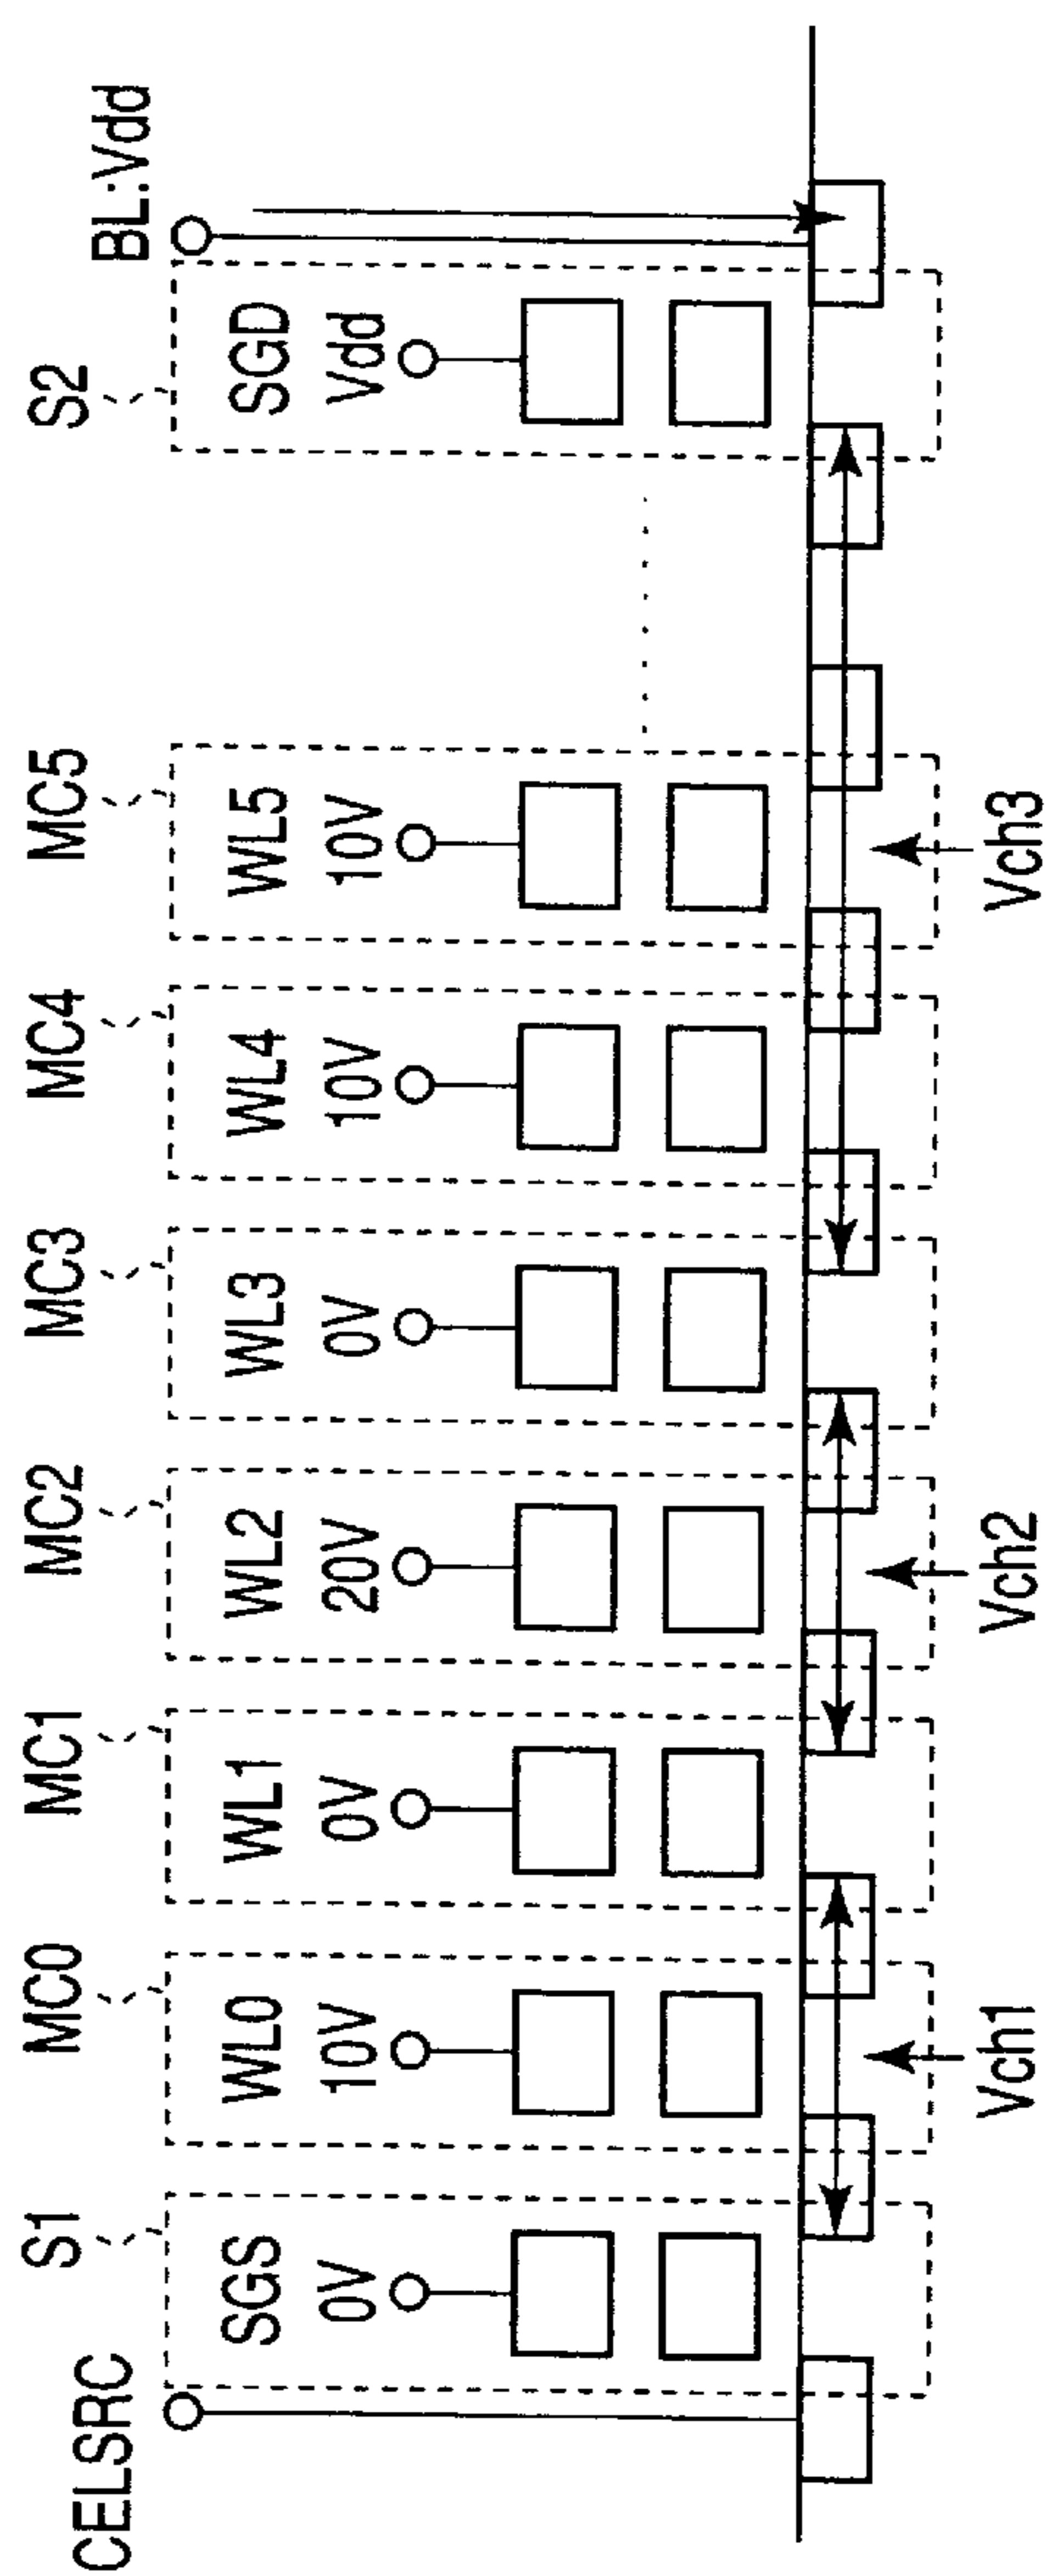 CELSRC
S1
MC0
MC1
MC2
MC3
MC4
MC5
S2
BL:Vdd
SGS
0V
WL0
10V
WL1
0V
WL2
20V
WL3
0V
WL4
10V
WL5
10V
SGD
Vdd
Vch1
Vch2
Vch3